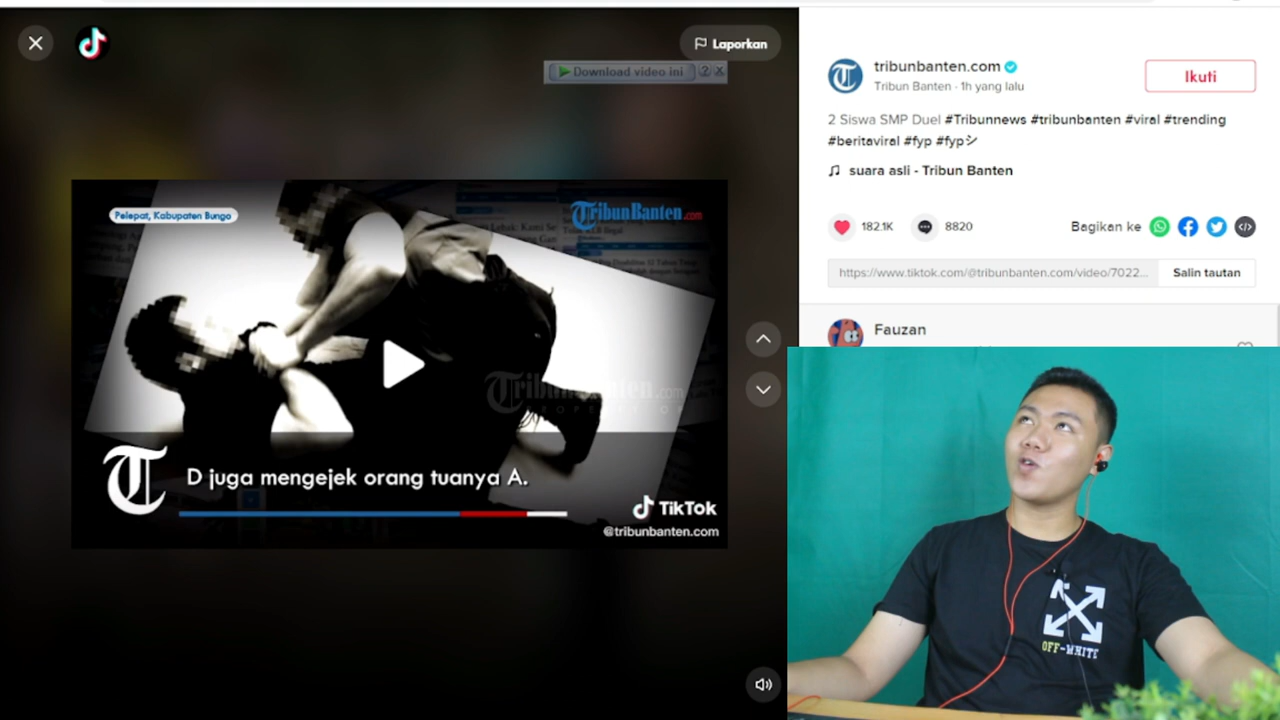 Laporkan
Download video ini
? X
Pelepat, Kabupaten Bungo
TribunBanten.com
TribunBanten.com
D juga mengejek orang tuanya A.
TikTok
@tribunbanten.com
tribunbanten.com
Tribun Banten · 1h yang lalu
Ikuti
2 Siswa SMP Duel #Tribunnews #tribunbanten #viral #trending
#beritaviral #fyp #fypシ
suara asli - Tribun Banten
182.1K
8820
Bagikan ke
https://www.tiktok.com/@tribunbanten.com/video/7022...
Salin tautan
Fauzan
OFF-WHITE